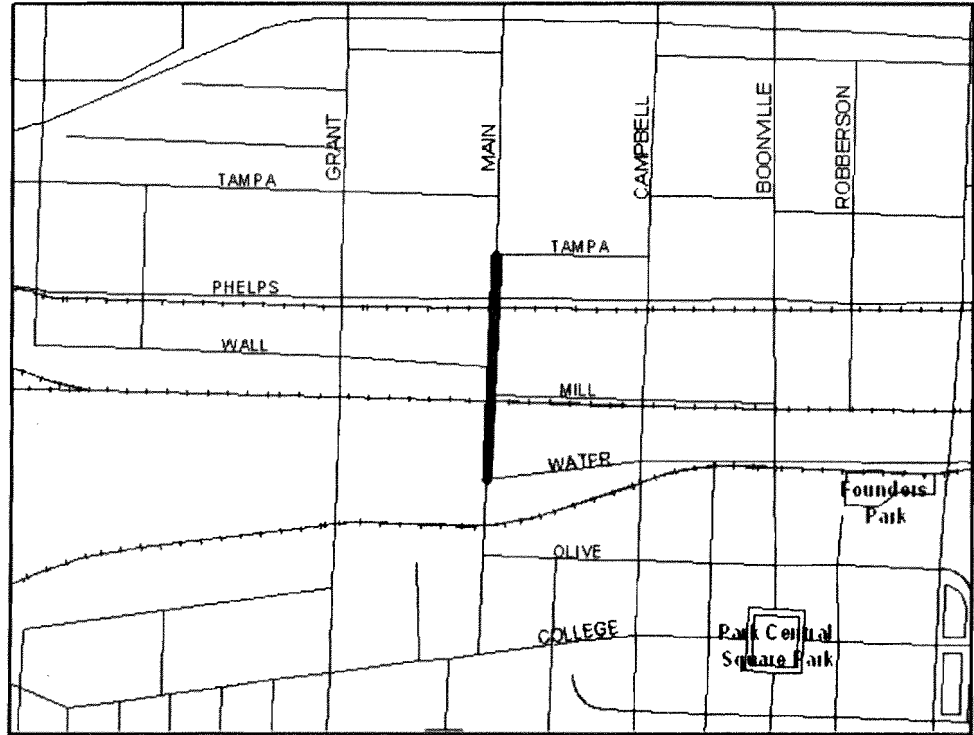 GRANT
MAIN
CAMPBELL
BOONVILLE
ROBBERSON
TAMPA
TAMPA
PHELPS
WALL
MILL
WATER
Founders
Park
OLIVE
COLLEGE
Park Central
Square Park